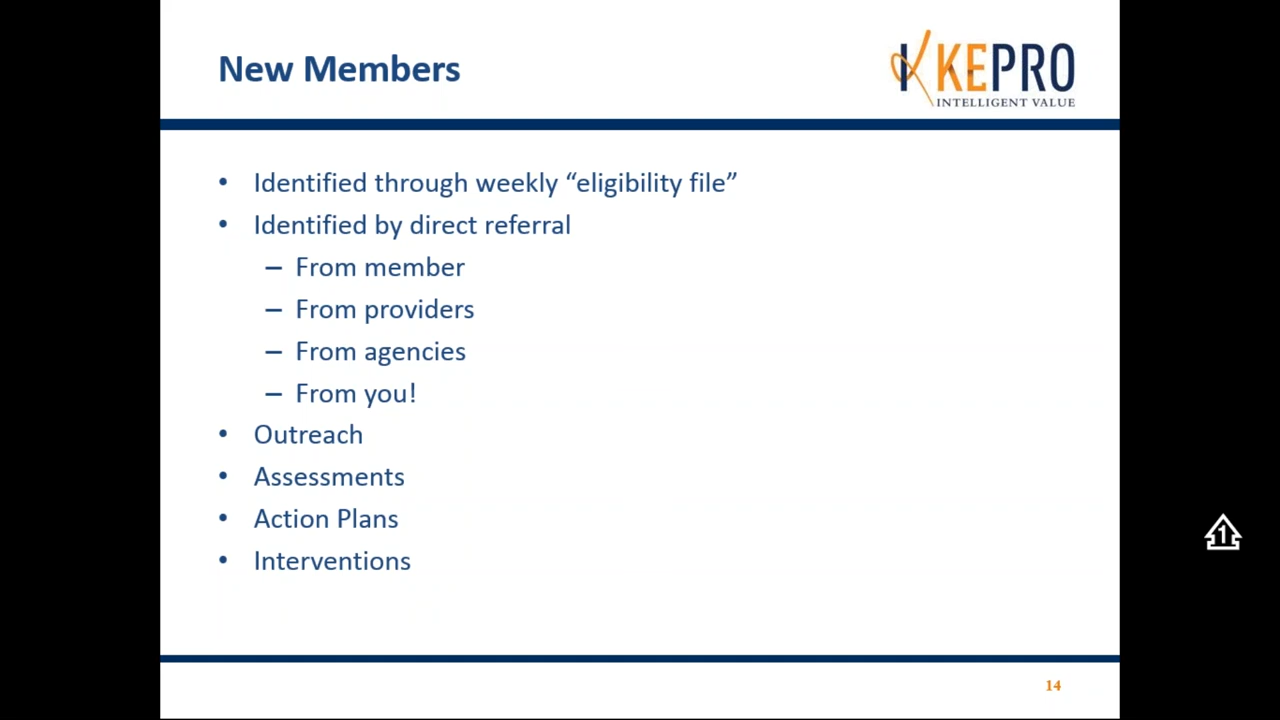 New Members
KEPRO
INTELLIGENT VALUE
• Identified through weekly “eligibility file”
• Identified by direct referral
– From member
– From providers
– From agencies
– From you!
• Outreach
• Assessments
• Action Plans
• Interventions
1
14